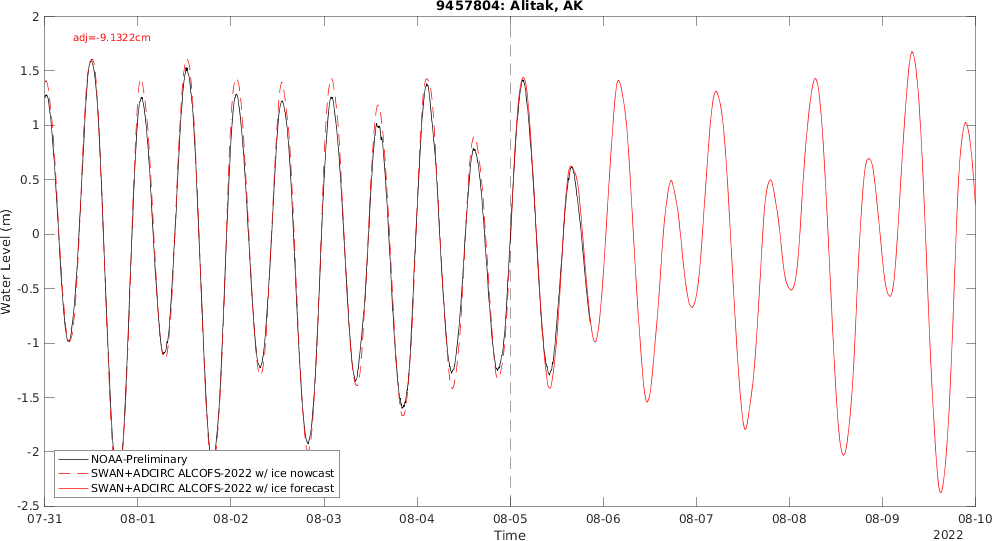 9457804: Alitak, AK
adj=-9.1322cm
2
1.5
1
0.5
0
-0.5
-1
-1.5
-2
-2.5
Water Level (m)
NOAA-Preliminary
SWAN+ADCIRC ALCOFS-2022 w/ ice nowcast
SWAN+ADCIRC ALCOFS-2022 w/ ice forecast
07-31 08-01 08-02 08-03 08-04 08-05 08-06 08-07 08-08 08-09 08-10
Time
2022